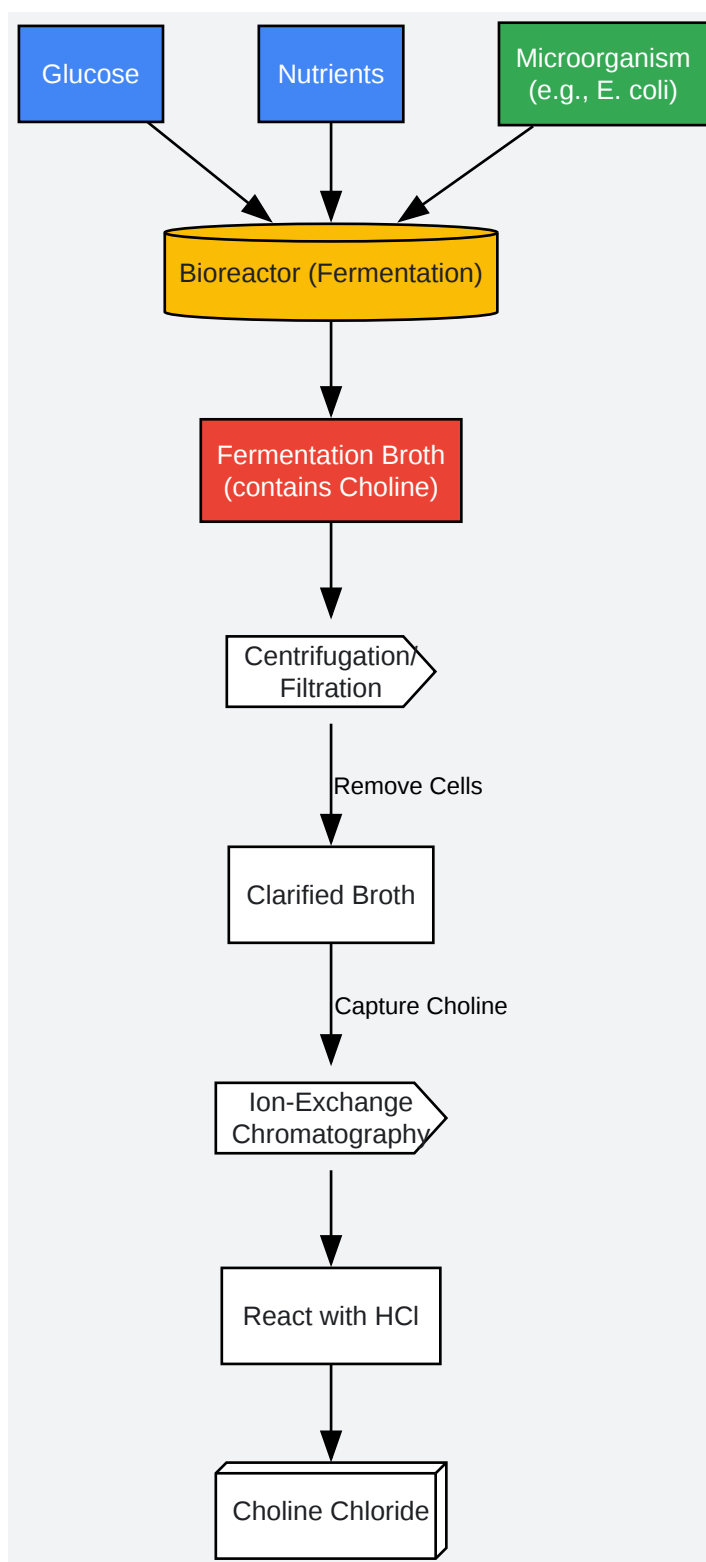 Glucose
Nutrients
Microorganism
(e.g., E. coli)
Bioreactor (Fermentation)
Fermentation Broth
(contains Choline)
Centrifugation/
Filtration
Remove Cells
Clarified Broth
Capture Choline
Ion-Exchange
Chromatography
React with HCl
Choline Chloride